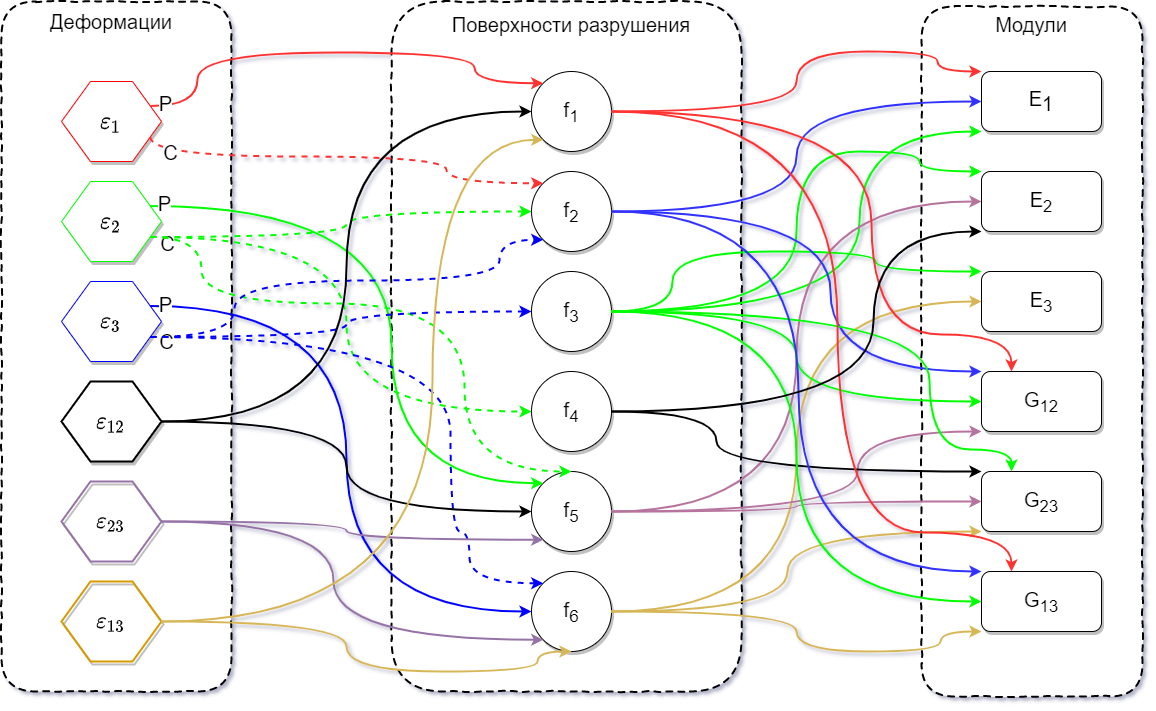 Деформации
Поверхности разрушения
Модули
ε1
P
C
ε2
P
C
ε3
P
C
ε12
ε23
ε13
f1
f2
f3
f4
f5
f6
E1
E2
E3
G12
G23
G13